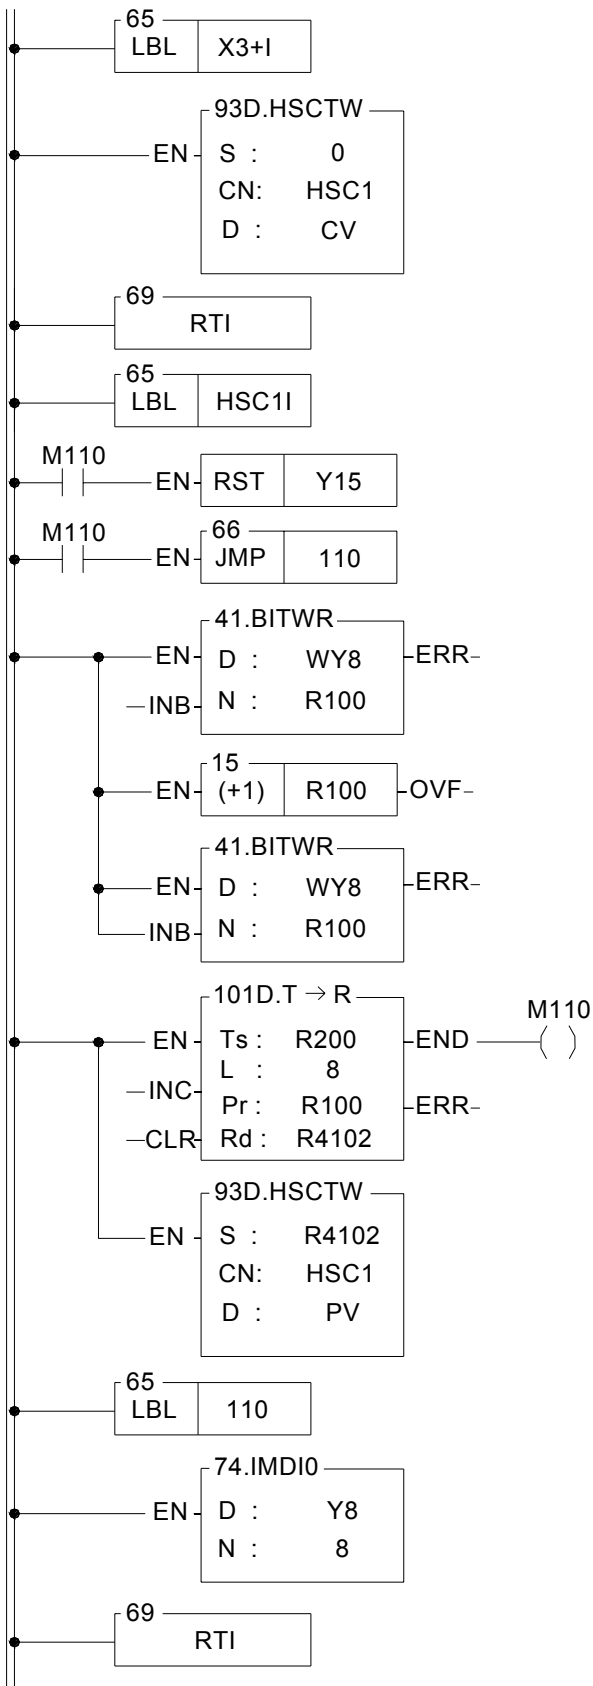 65
LBL X3+I
93D.HSCTW
EN S : 0
CN: HSC1
D : CV
69
RTI
65
LBL HSC1I
M110
EN RST Y15
M110
66
EN JMP 110
41.BITWR
EN D : WY8 ERR
INB N : R100
15
EN (+1) R100 OVF
41.BITWR
EN D : WY8 ERR
INB N : R100
101D.T → R
M110
EN Ts : R200 END
L : 8
INC
Pr : R100 ERR
CLR Rd : R4102
93D.HSCTW
EN S : R4102
CN: HSC1
D : PV
65
LBL 110
74.IMDI0
EN D : Y8
N : 8
69
RTI